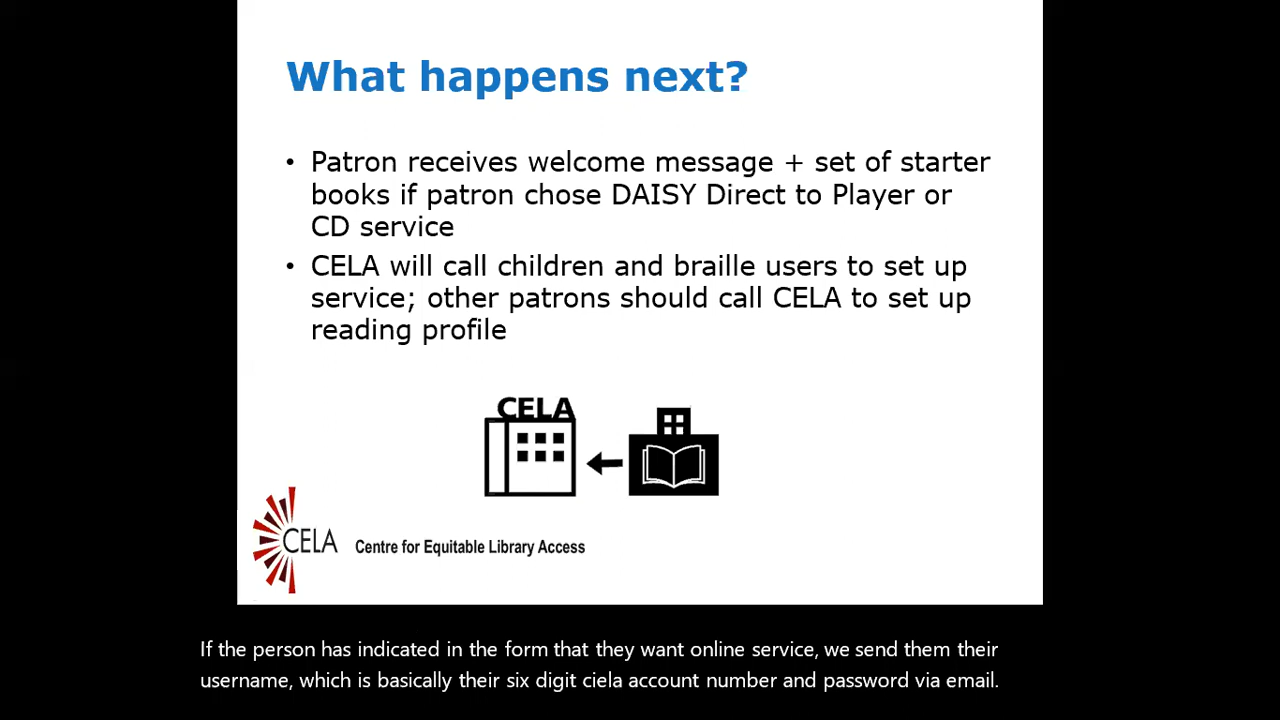 What happens next?
• Patron receives welcome message + set of starter
books if patron chose DAISY Direct to Player or
CD service
• CELA will call children and braille users to set up
service; other patrons should call CELA to set up
reading profile
CELA
CELA Centre for Equitable Library Access
If the person has indicated in the form that they want online service, we send them their
username, which is basically their six digit ciela account number and password via email.